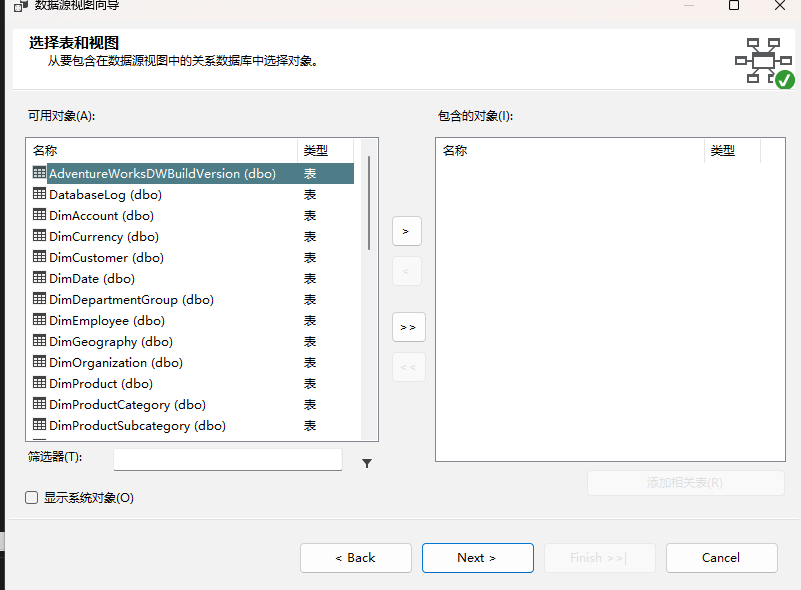 数据源视图向导
选择表和视图
从要包含在数据源视图中的关系数据库中选择对象。
可用对象(A):
包含的对象(I):
名称 类型
名称 类型
AdventureWorksDWBuildVersion (dbo) 表
DatabaseLog (dbo) 表
DimAccount (dbo) 表
DimCurrency (dbo) 表
DimCustomer (dbo) 表
DimDate (dbo) 表
DimDepartmentGroup (dbo) 表
DimEmployee (dbo) 表
DimGeography (dbo) 表
DimOrganization (dbo) 表
DimProduct (dbo) 表
DimProductCategory (dbo) 表
DimProductSubcategory (dbo) 表
>
<
>>
<<
筛选器(T):
添加相关表(R)
显示系统对象(O)
< Back
Next >
Finish >>|
Cancel